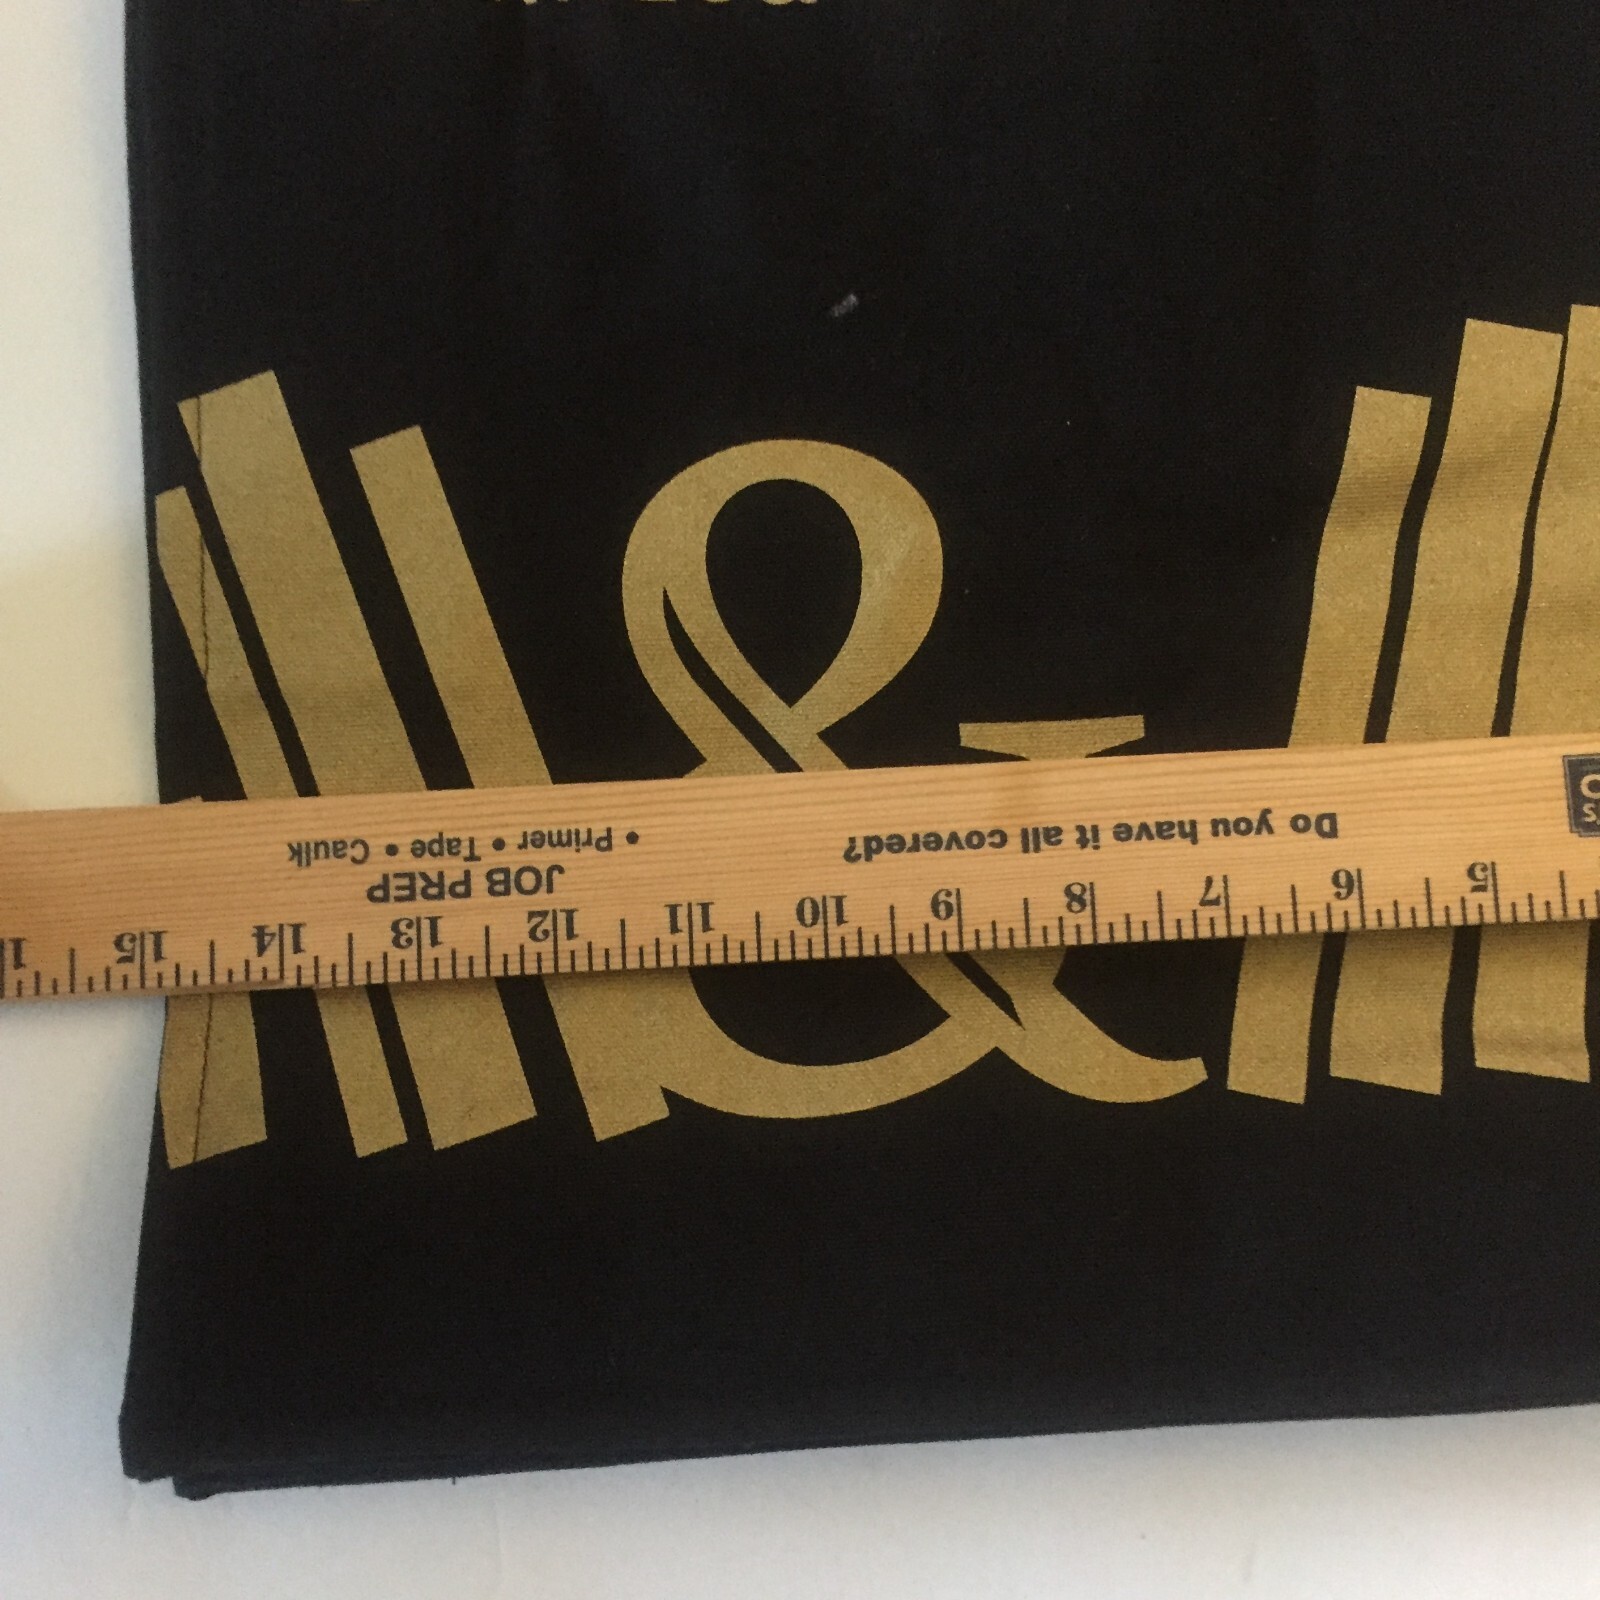 &
Do you have it all covered?
JOB PREP
• Primer • Tape • Caulk
5 6 7 8 9 10 11 12 13 14 15 1